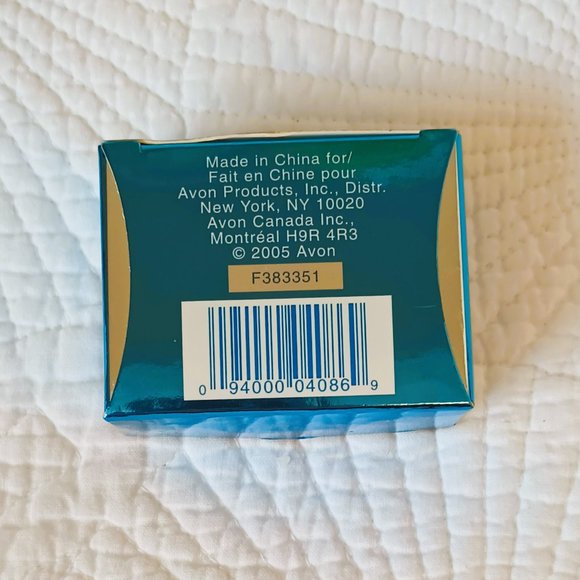 Made in China for/
Fait en Chine pour
Avon Products, Inc., Distr.
New York, NY 10020
Avon Canada Inc.,
Montréal H9R 4R3
© 2005 Avon
F383351
0 94000 04086 9